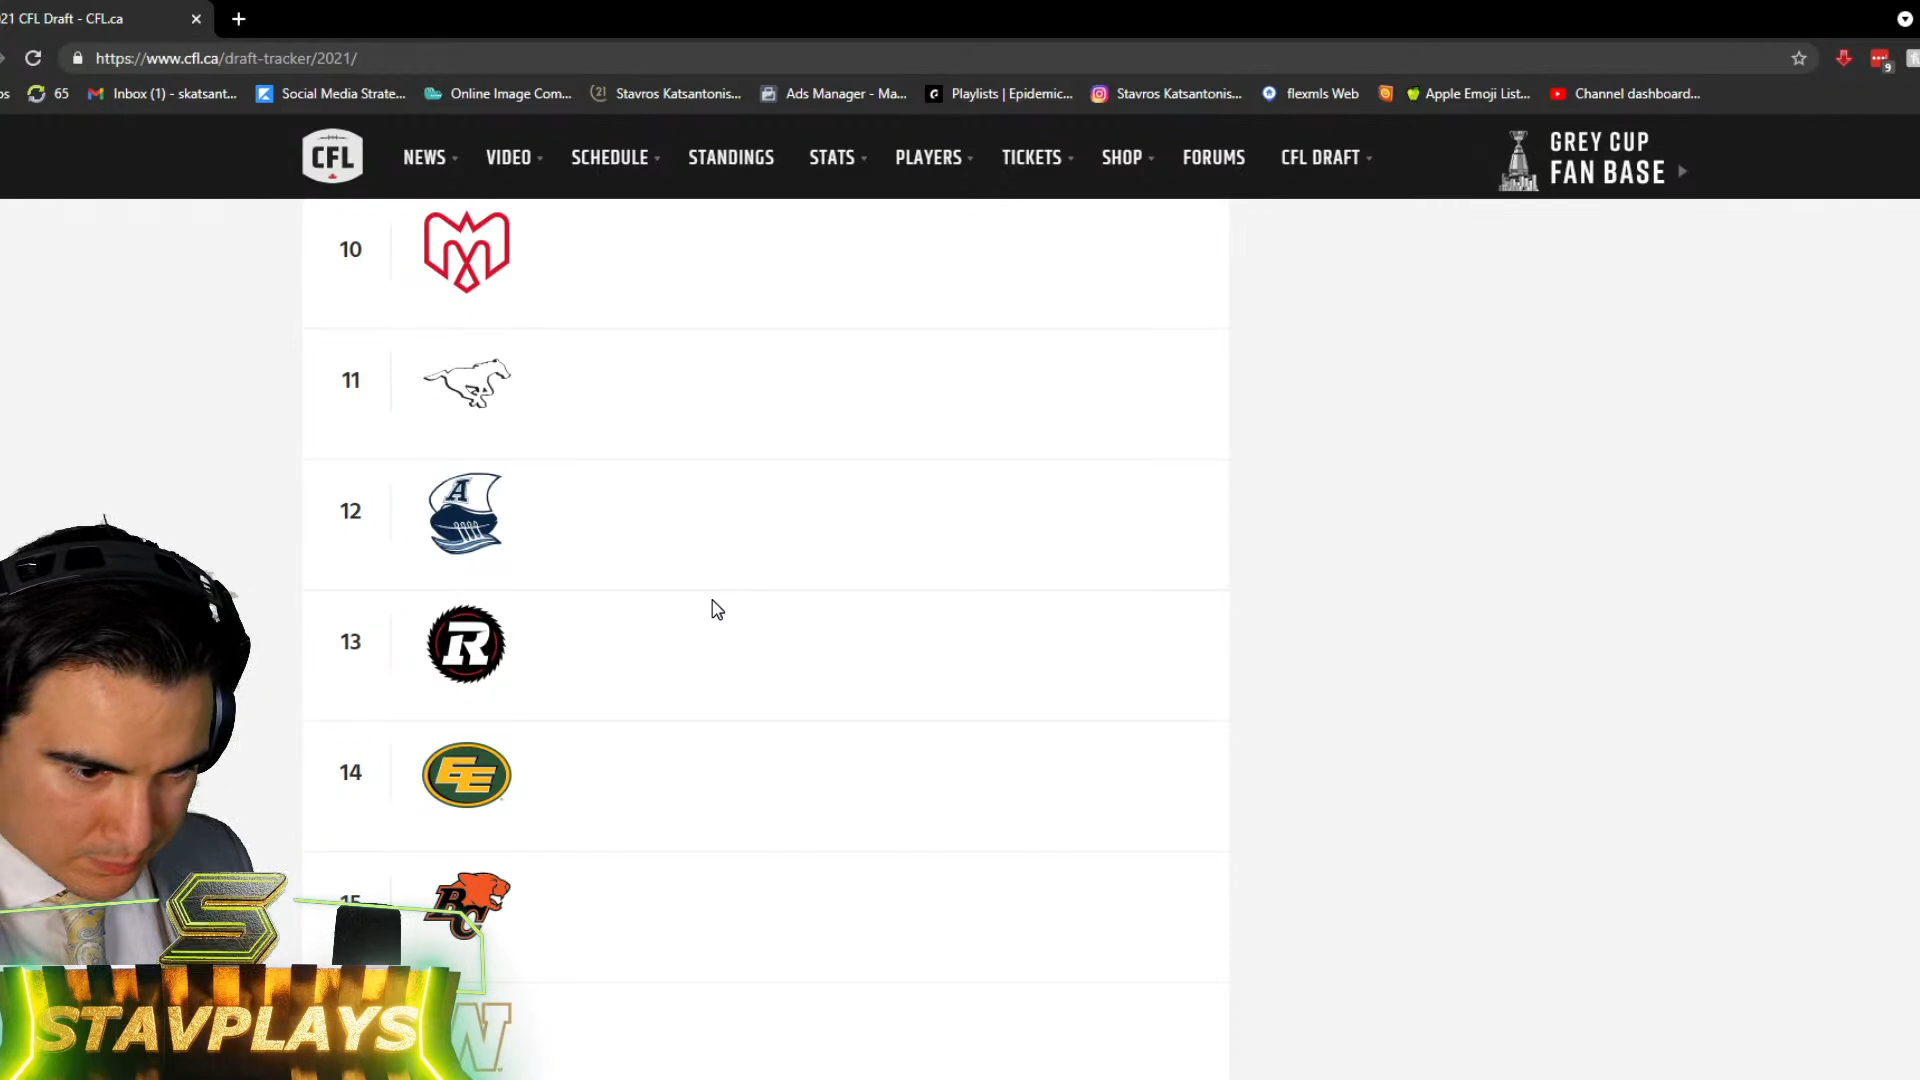 21 CFL Draft - CFL.ca
https://www.cfl.ca/draft-tracker/2021/
65 Inbox (1) - skatsant... Social Media Strate... Online Image Com... Stavros Katsantonis... Ads Manager - Ma... Playlists | Epidemic... Stavros Katsantonis... flexmls Web Apple Emoji List... Channel dashboard...
CFL NEWS VIDEO SCHEDULE STANDINGS STATS PLAYERS TICKETS SHOP FORUMS CFL DRAFT
GREY CUP
FAN BASE
10
11
12 A
13 R
14 EE
15 BC
S
STAVPLAYS
W